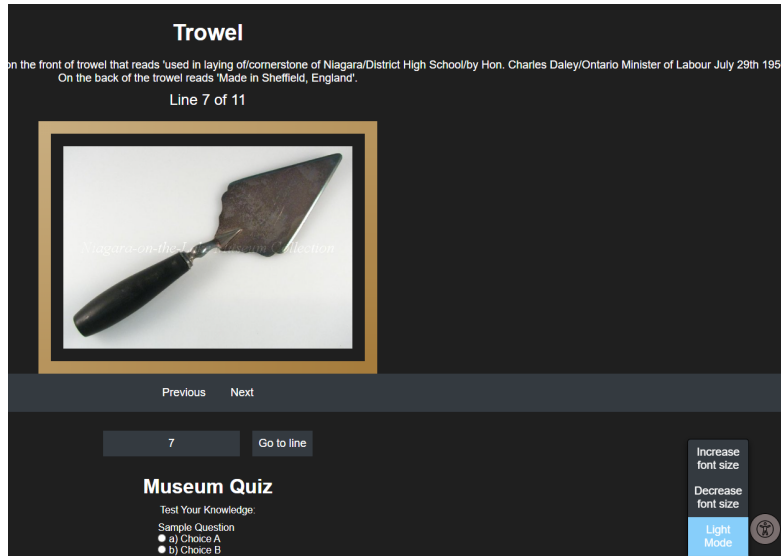 Trowel
on the front of trowel that reads 'used in laying of/cornerstone of Niagara/District High School/by Hon. Charles Daley/Ontario Minister of Labour July 29th 195
On the back of the trowel reads 'Made in Sheffield, England'.
Line 7 of 11
Niagara-on-the-Lake Museum Collection
Previous Next
7 Go to line
Museum Quiz
Test Your Knowledge:
Sample Question
a) Choice A
b) Choice B
Increase
font size
Decrease
font size
Light
Mode